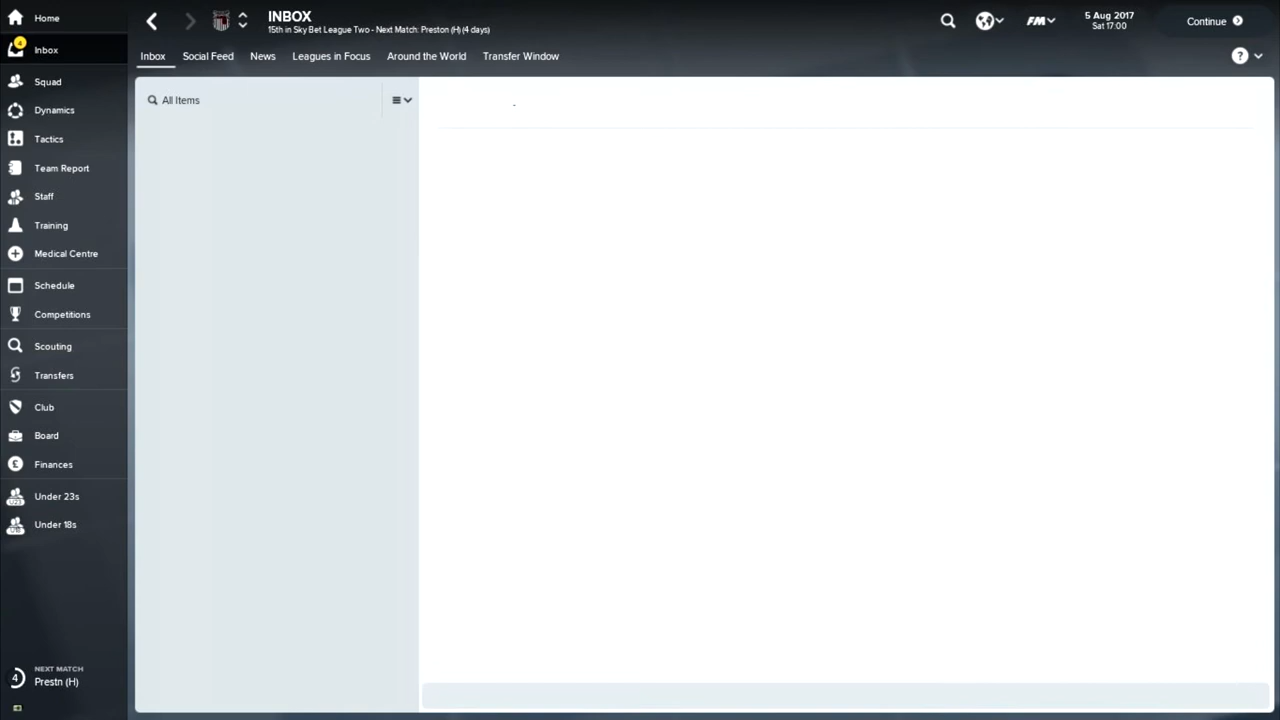 Home
4
Inbox
Squad
Dynamics
Tactics
Team Report
Staff
Training
Medical Centre
Schedule
Competitions
Scouting
Transfers
Club
Board
Finances
Under 23s
Under 18s
4
NEXT MATCH
Prestn (H)
INBOX
15th in Sky Bet League Two - Next Match: Preston (H) (4 days)
FM
5 Aug 2017
Sat 17:00
Continue
Inbox Social Feed News Leagues in Focus Around the World Transfer Window
?
All Items